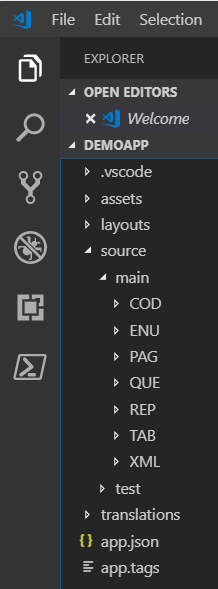 File Edit Selection
EXPLORER
OPEN EDITORS
Welcome
DEMOAPP
.vscode
assets
layouts
source
main
COD
ENU
PAG
QUE
REP
TAB
XML
test
translations
app.json
app.tags